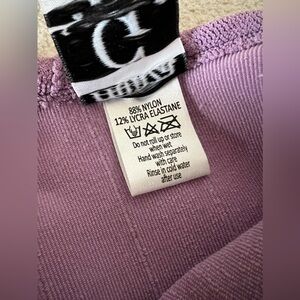 C
88% NYLON
12% LYCRA ELASTANE
Do not roll up or store
when wet
Hand wash separately
with care
Rinse in cold water
after use